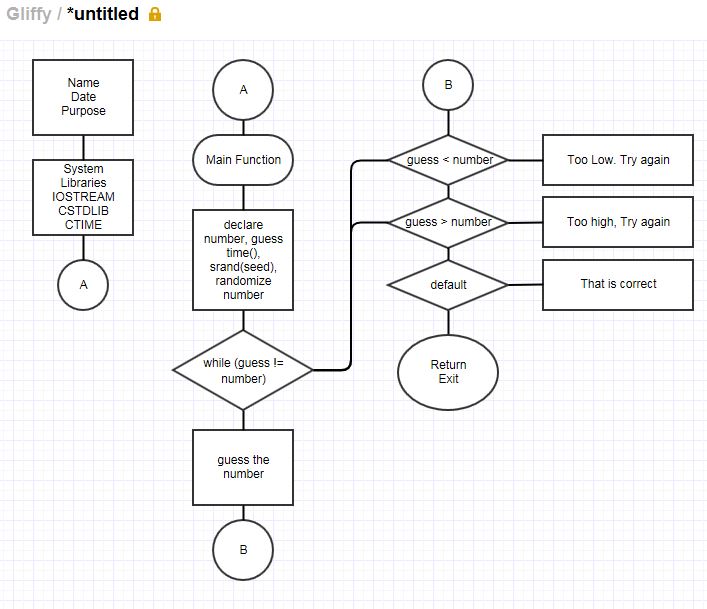 Gliffy / *untitled
Name
Date
Purpose
System
Libraries
IOSTREAM
CSTDLIB
CTIME
A
A
Main Function
declare
number, guess
time(),
srand(seed),
randomize
number
while (guess !=
number)
guess the
number
B
B
guess < number
Too Low. Try again
guess > number
Too high, Try again
default
That is correct
Return
Exit